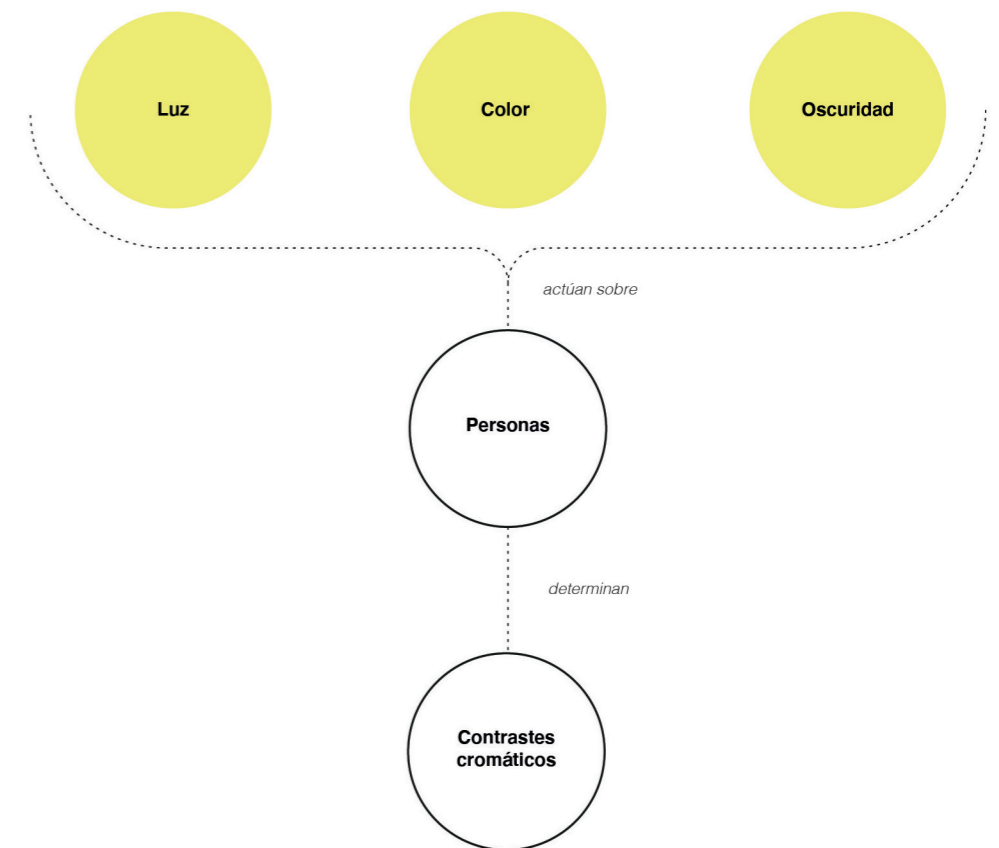 Luz
Color
Oscuridad
actúan sobre
Personas
determinan
Contrastes
cromáticos